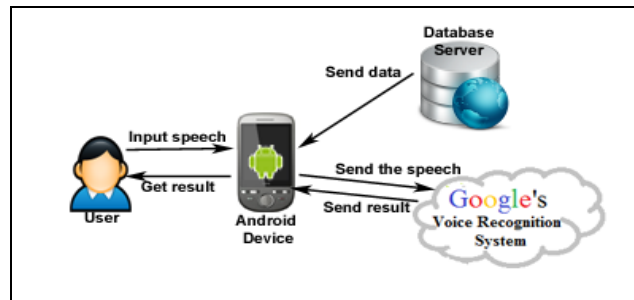 Database
Server
Send data
Input speech
Send the speech
Get result
Send result
User
Android
Device
Google's
Voice Recognition
System